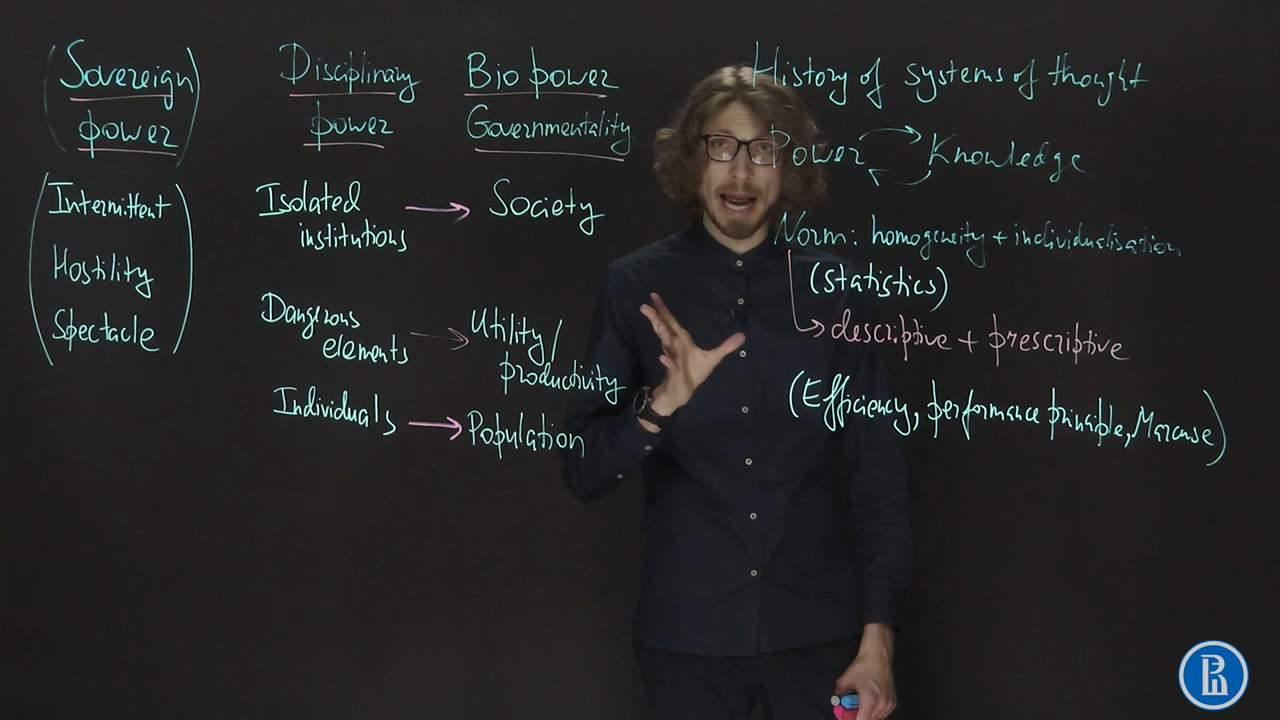 (Sovereign
power)
(Intermittent
Hostility
Spectacle)
Disciplinary
power
Isolated
institutions
Dangerous
elements
Individuals
Bio power
Governmentality
→ Society
→ Utility/
productivity
→ Population
History of systems of thought
Power Knowledge
Norm: homogeneity + individualisation
(statistics)
→ descriptive + prescriptive
(Efficiency, performance principle, Marcuse)